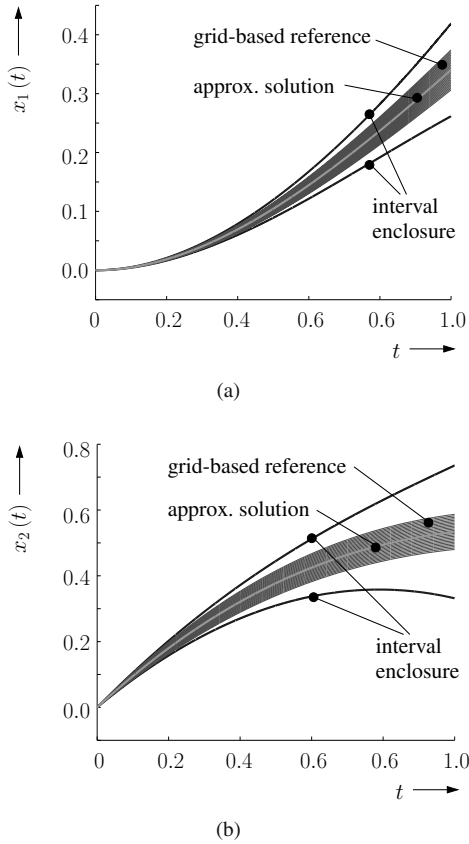 x₁(t)
0.4
0.3
0.2
0.1
0.0
grid-based reference
approx. solution
interval
enclosure
0 0.2 0.4 0.6 0.6 1.0
t
(a)
x₂(t)
0.8
0.6
0.4
0.2
0.0
grid-based reference
approx. solution
interval
enclosure
0 0.2 0.4 0.6 0.6 1.0
t
(b)